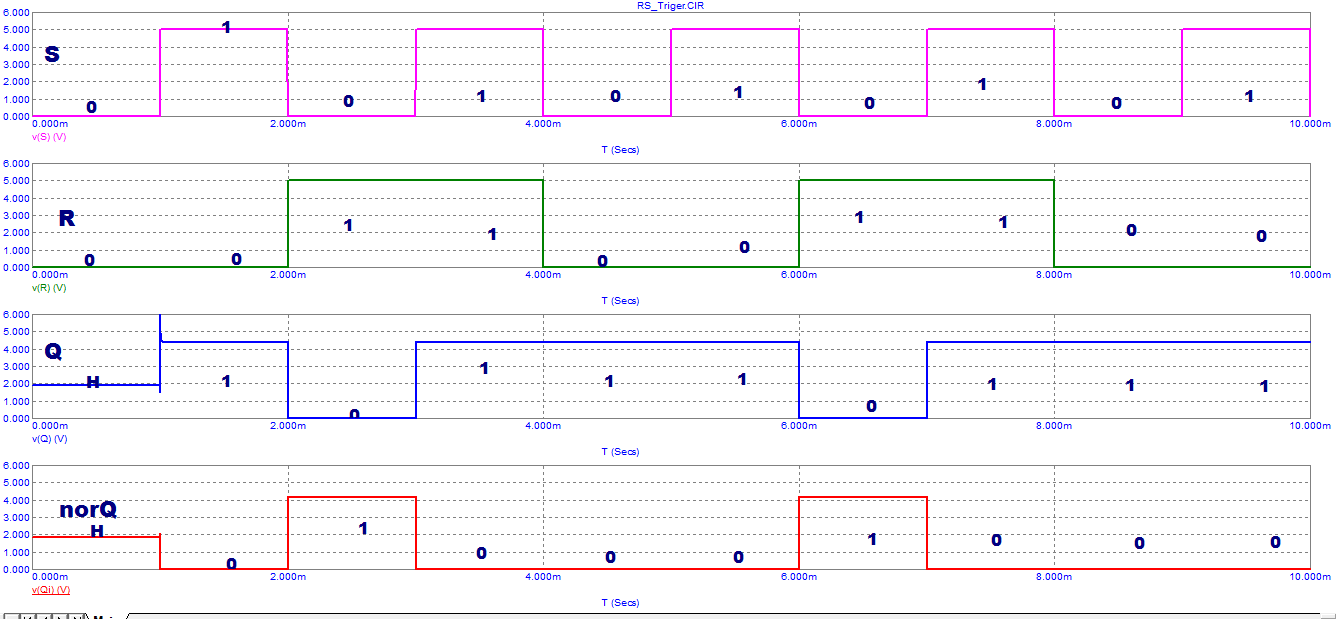 RS_Triger.CIR
6.000
5.000
4.000
3.000
2.000
1.000
0.000
S
0 1 0 1 0 1 0 1 0 1
0.000m 2.000m 4.000m 6.000m 8.000m 10.000m
v(S) (V)
T (Secs)
6.000
5.000
4.000
3.000
2.000
1.000
0.000
R
0 0 1 1 0 0 1 1 0 0
0.000m 2.000m 4.000m 6.000m 8.000m 10.000m
v(R) (V)
T (Secs)
6.000
5.000
4.000
3.000
2.000
1.000
0.000
Q
H 1 0 1 1 1 0 1 1 1
0.000m 2.000m 4.000m 6.000m 8.000m 10.000m
v(Q) (V)
T (Secs)
6.000
5.000
4.000
3.000
2.000
1.000
0.000
norQ
H 0 1 0 0 0 1 0 0 0
0.000m 2.000m 4.000m 6.000m 8.000m 10.000m
v(Qi) (V)
T (Secs)